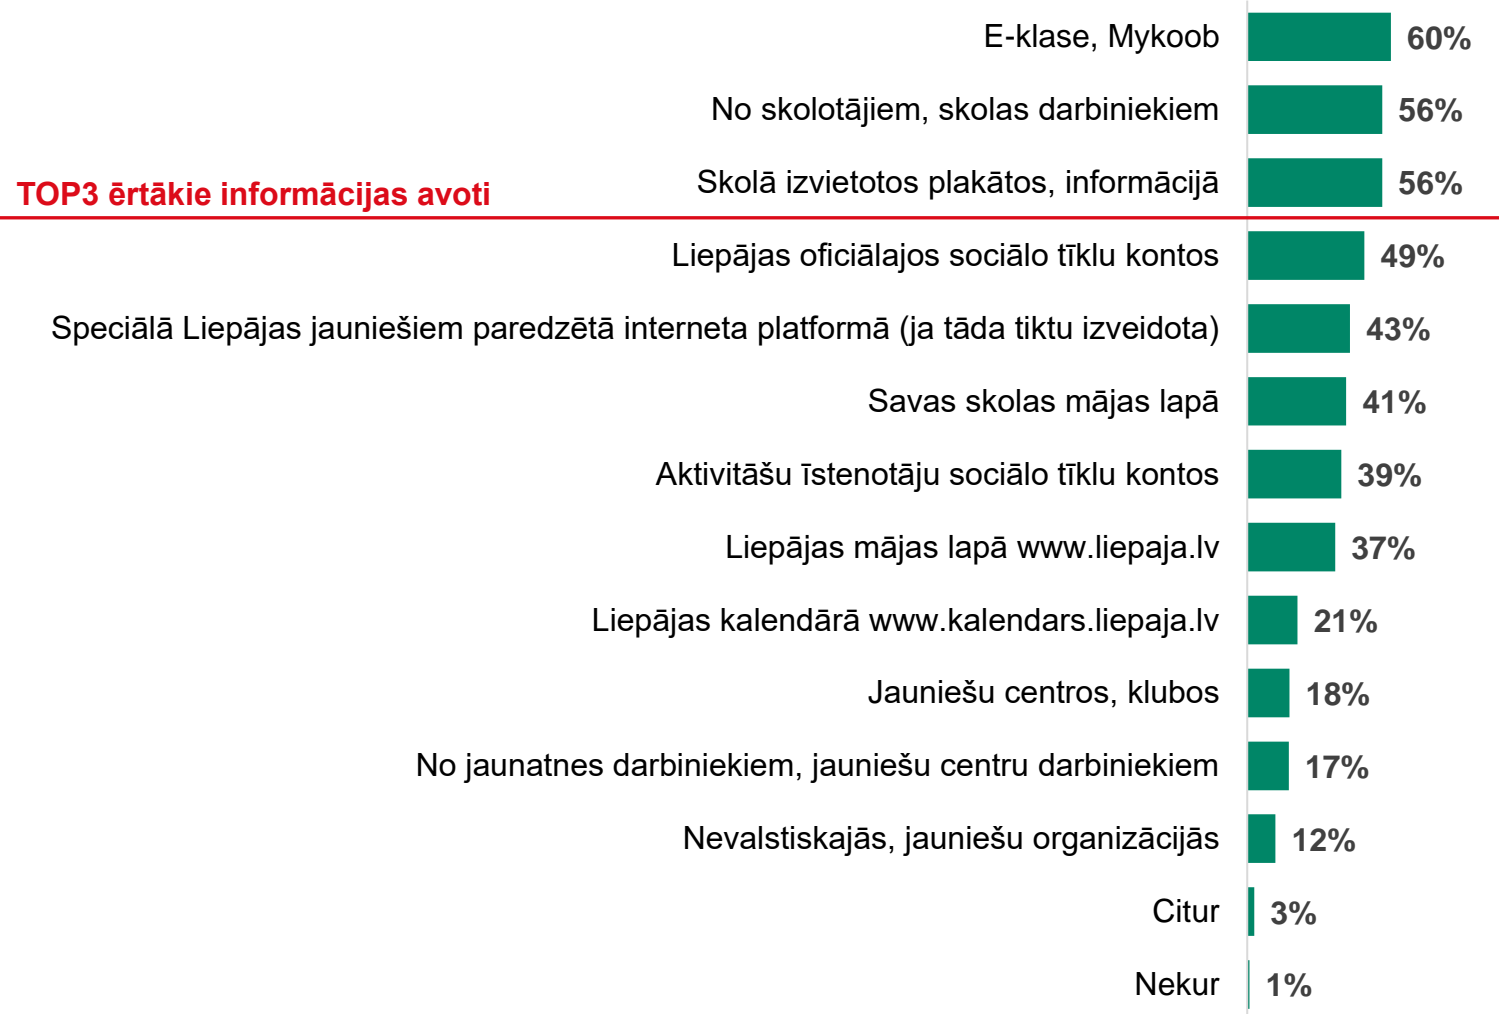 E-klase, Mykoob 60%
No skolotājiem, skolas darbiniekiem 56%
Skolā izvietotos plakātos, informācijā 56%
TOP3 ērtākie informācijas avoti
Liepājas oficiālajos sociālo tīklu kontos 49%
Speciālā Liepājas jauniešiem paredzētā interneta platformā (ja tāda tiktu izveidota) 43%
Savas skolas mājas lapā 41%
Aktivitāšu īstenotāju sociālo tīklu kontos 39%
Liepājas mājas lapā www.liepaja.lv 37%
Liepājas kalendārā www.kalendars.liepaja.lv 21%
Jauniešu centros, klubos 18%
No jaunatnes darbiniekiem, jauniešu centru darbiniekiem 17%
Nevalstiskajās, jauniešu organizācijās 12%
Citur 3%
Nekur 1%